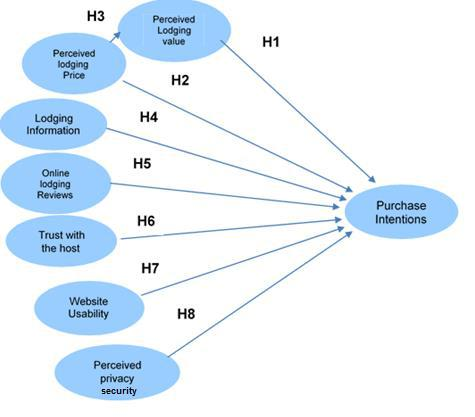 H3
Perceived
Lodging
value
H1
Perceived
lodging
Price
H2
Lodging
Information
H4
Online
lodging
Reviews
H5
Purchase
Intentions
Trust with
the host
H6
H7
Website
Usability
H8
Perceived
privacy
security